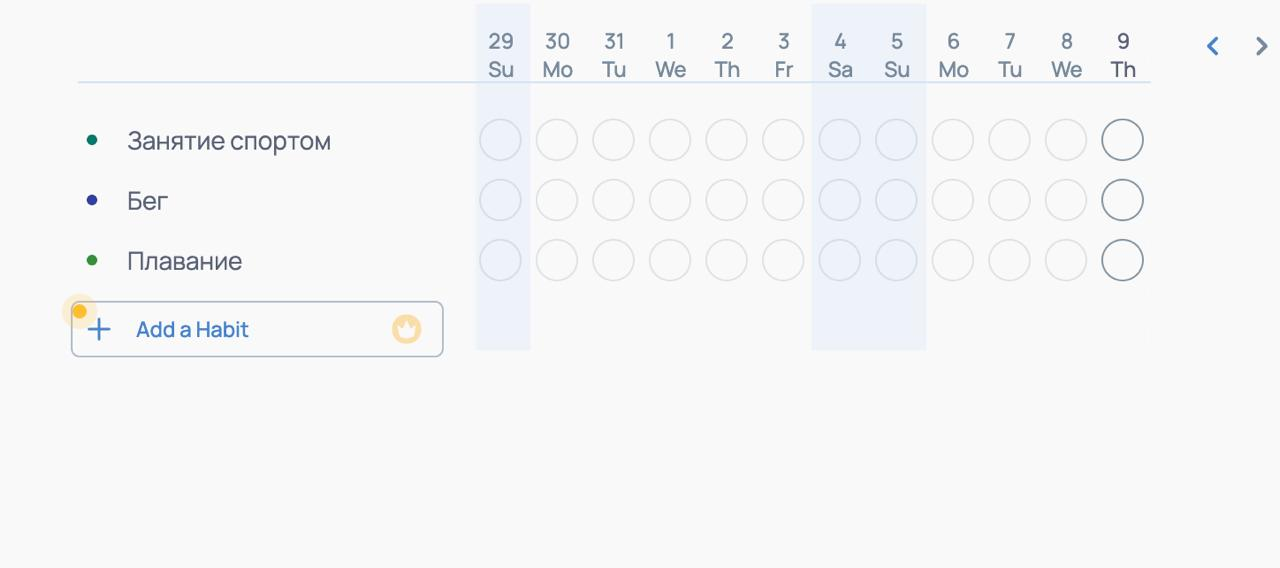 29 30 31 1 2 3 4 5 6 7 8 9
Su Mo Tu We Th Fr Sa Su Mo Tu We Th
Занятие спортом
Бег
Плавание
Add a Habit